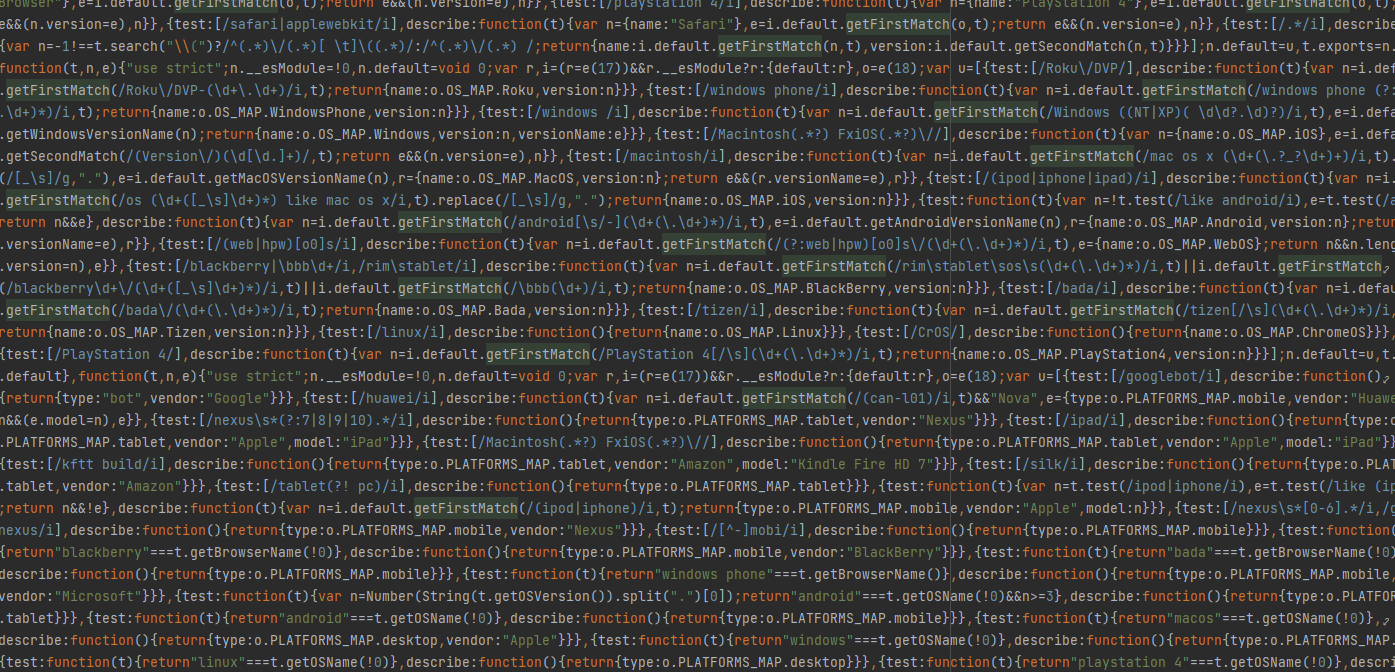 Browser"},e=i.default.getFirstMatch(o,t);return e&&(n.version=e),n}},{test:[/playstation 4/i],describe:function(t){var n={name:"PlayStation 4"},e=i.default.getFirstMatch(o,t);
e&&(n.version=e),n}},{test:[/safari|applewebkit/i],describe:function(t){var n={name:"Safari"},e=i.default.getFirstMatch(o,t);return e&&(n.version=e),n}},{test:[/.*/i],describe:function(t)
{var n=-1!==t.search("\\(")?/^(.*)\/(.*)[ \t]\((.*)/:/^(.*)\/(.*) /;return{name:i.default.getFirstMatch(n,t),version:i.default.getSecondMatch(n,t)}}}];n.default=u,t.exports=n.
function(t,n,e){"use strict";n.__esModule=!0,n.default=void 0;var r,i=(r=e(17))&&r.__esModule?r:{default:r},o=e(18);var u=[{test:[/Roku\/DVP/],describe:function(t){var n=i.def
.getFirstMatch(/Roku\/DVP-(\d+\.\d+)/i,t);return{name:o.OS_MAP.Roku,version:n}}},{test:[/windows phone/i],describe:function(t){var n=i.default.getFirstMatch(/windows phone (?:
.\d+)*)/i,t);return{name:o.OS_MAP.WindowsPhone,version:n}}},{test:[/windows /i],describe:function(t){var n=i.default.getFirstMatch(/Windows ((NT|XP)( \d\d?.\d)?)/i,t),e=i.defa
.getWindowsVersionName(n);return{name:o.OS_MAP.Windows,version:n,versionName:e}}},{test:[/Macintosh(.*?) FxiOS(.*?)\//],describe:function(t){var n={name:o.OS_MAP.iOS},e=i.defa
.getSecondMatch(/(Version\/)(\d[\d.]+)/,t);return e&&(n.version=e),n}},{test:[/macintosh/i],describe:function(t){var n=i.default.getFirstMatch(/mac os x (\d+(\.?_?\d+)+)/i,t)
(/[_\s]/g,"."),e=i.default.getMacOSVersionName(n),r={name:o.OS_MAP.MacOS,version:n};return e&&(r.versionName=e),r}},{test:[/(ipod|iphone|ipad)/i],describe:function(t){var n=i.
.getFirstMatch(/os (\d+([_\s]\d+)*) like mac os x/i,t).replace(/[_\s]/g,".");return{name:o.OS_MAP.iOS,version:n}}},{test:function(t){var n=!t.test(/like android/i),e=t.test(/a
return n&&e},describe:function(t){var n=i.default.getFirstMatch(/android[\s/-](\d+(\.\d+)*)/i,t),e=i.default.getAndroidVersionName(n),r={name:o.OS_MAP.Android,version:n};return
.versionName=e),r}},{test:[/(web|hpw)[o0]s/i],describe:function(t){var n=i.default.getFirstMatch(/(?:web|hpw)[o0]s\/(\d+(\.\d+)*)/i,t),e={name:o.OS_MAP.WebOS};return n&&n.leng
.version=n),e}},{test:[/blackberry|\bbb\d+/i,/rim\stablet/i],describe:function(t){var n=i.default.getFirstMatch(/rim\stablet\sos\s(\d+(\.\d+)*)/i,t)||i.default.getFirstMatch
(/blackberry\d+\/(\d+([_\s]\d+)*)/i,t)||i.default.getFirstMatch(/\bbb(\d+)/i,t);return{name:o.OS_MAP.BlackBerry,version:n}}},{test:[/bada/i],describe:function(t){var n=i.defau
.getFirstMatch(/bada\/(\d+(\.\d+)*)/i,t);return{name:o.OS_MAP.Bada,version:n}}},{test:[/tizen/i],describe:function(t){var n=i.default.getFirstMatch(/tizen[/\s](\d+(\.\d+)*)/i,
return{name:o.OS_MAP.Tizen,version:n}}},{test:[/linux/i],describe:function(){return{name:o.OS_MAP.Linux}}},{test:[/CrOS/],describe:function(){return{name:o.OS_MAP.ChromeOS}}},
{test:[/PlayStation 4/],describe:function(t){var n=i.default.getFirstMatch(/PlayStation 4[/\s](\d+(\.\d+)*)/i,t);return{name:o.OS_MAP.PlayStation4,version:n}}}];n.default=u,t.
.default},function(t,n,e){"use strict";n.__esModule=!0,n.default=void 0;var r,i=(r=e(17))&&r.__esModule?r:{default:r},o=e(18);var u=[{test:[/googlebot/i],describe:function()
{return{type:"bot",vendor:"Google"}}},{test:[/huawei/i],describe:function(t){var n=i.default.getFirstMatch(/(can-l01)/i,t)&&"Nova",e={type:o.PLATFORMS_MAP.mobile,vendor:"Huawe
n&&(e.model=n),e}},{test:[/nexus\s*(?:7|8|9|10).*/i],describe:function(){return{type:o.PLATFORMS_MAP.tablet,vendor:"Nexus"}}},{test:[/ipad/i],describe:function(){return{type:o
.PLATFORMS_MAP.tablet,vendor:"Apple",model:"iPad"}}},{test:[/Macintosh(.*?) FxiOS(.*?)\//],describe:function(){return{type:o.PLATFORMS_MAP.tablet,vendor:"Apple",model:"iPad"}}
{test:[/kftt build/i],describe:function(){return{type:o.PLATFORMS_MAP.tablet,vendor:"Amazon",model:"Kindle Fire HD 7"}}},{test:[/silk/i],describe:function(){return{type:o.PLAT
.tablet,vendor:"Amazon"}}},{test:[/tablet(?! pc)/i],describe:function(){return{type:o.PLATFORMS_MAP.tablet}}},{test:function(t){var n=t.test(/ipod|iphone/i),e=t.test(/like (ip
;return n&&!e},describe:function(t){var n=i.default.getFirstMatch(/(ipod|iphone)/i,t);return{type:o.PLATFORMS_MAP.mobile,vendor:"Apple",model:n}}},{test:[/nexus\s*[0-6].*/i,/g
nexus/i],describe:function(){return{type:o.PLATFORMS_MAP.mobile,vendor:"Nexus"}}},{test:[/[^-]mobi/i],describe:function(){return{type:o.PLATFORMS_MAP.mobile}}},{test:function(t)
{return"blackberry"===t.getBrowserName(!0)},describe:function(){return{type:o.PLATFORMS_MAP.mobile,vendor:"BlackBerry"}}},{test:function(t){return"bada"===t.getBrowserName(!0)
describe:function(){return{type:o.PLATFORMS_MAP.mobile}}},{test:function(t){return"windows phone"===t.getBrowserName()},describe:function(){return{type:o.PLATFORMS_MAP.mobile,
vendor:"Microsoft"}}},{test:function(t){var n=Number(String(t.getOSVersion()).split(".")[0]);return"android"===t.getOSName(!0)&&n>=3},describe:function(){return{type:o.PLATFOR
.tablet}}},{test:function(t){return"android"===t.getOSName(!0)},describe:function(){return{type:o.PLATFORMS_MAP.mobile}}},{test:function(t){return"macos"===t.getOSName(!0)},
describe:function(){return{type:o.PLATFORMS_MAP.desktop,vendor:"Apple"}}},{test:function(t){return"windows"===t.getOSName(!0)},describe:function(){return{type:o.PLATFORMS_MAP.
{test:function(t){return"linux"===t.getOSName(!0)},describe:function(){return{type:o.PLATFORMS_MAP.desktop}}},{test:function(t){return"playstation 4"===t.getOSName(!0)},descr